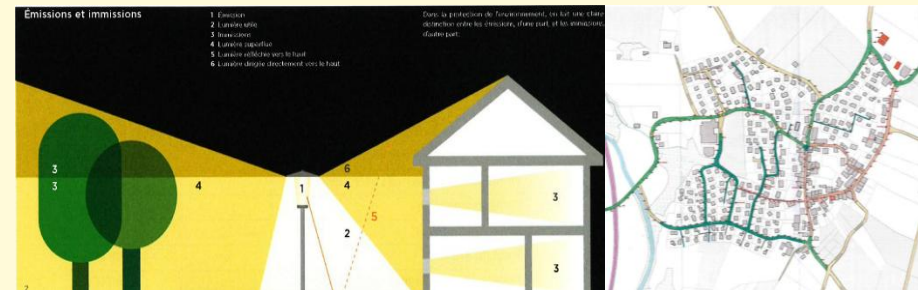 Émissions et immissions
1 Émission
2 Lumière utile
3 Immissions
4 Lumière superflue
5 Lumière réfléchie vers le haut
6 Lumière dirigée directement vers le haut
Dans la protection de l'environnement, on fait une claire
distinction entre les émissions, d'une part, et les immissions,
d'autre part:
3
3
4
1
6
4
5
2
3
3
2